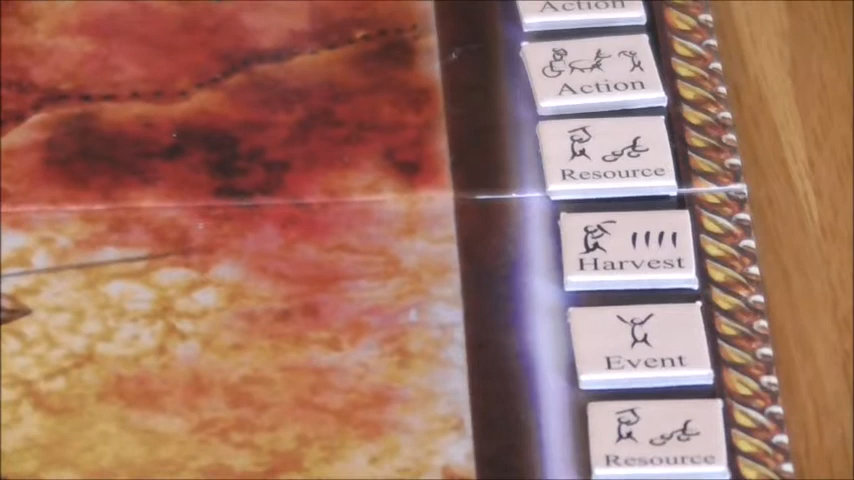 Action
Action
Resource
Harvest
Event
Resource